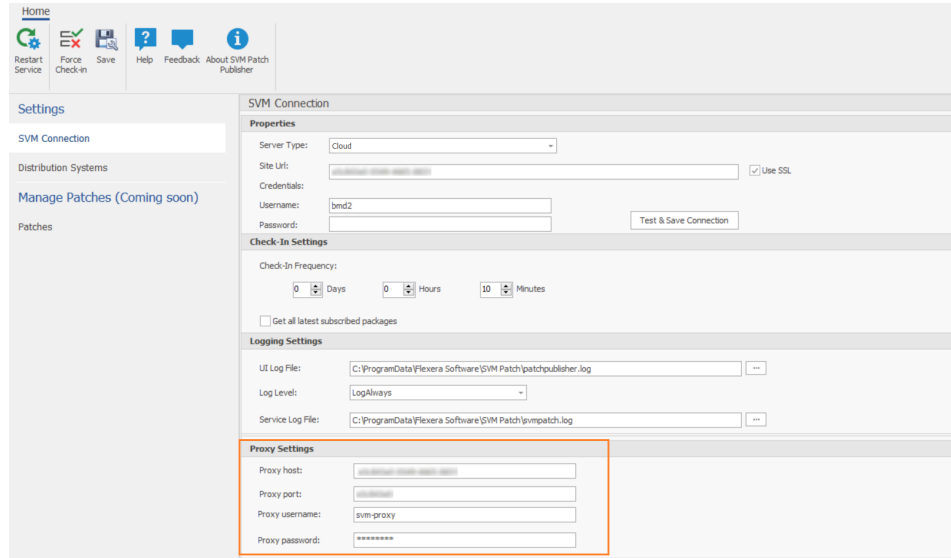 Home
Restart Service
Force Check-in
Save
Help
Feedback
About SVM Patch Publisher
Settings
SVM Connection
Distribution Systems
Manage Patches (Coming soon)
Patches
SVM Connection
Properties
Server Type: Cloud
Site Url: Use SSL
Credentials:
Username: bmd2
Password: Test & Save Connection
Check-In Settings
Check-In Frequency:
0 Days 0 Hours 10 Minutes
Get all latest subscribed packages
Logging Settings
UI Log File: C:\ProgramData\Flexera Software\SVM Patch\patchpublisher.log ...
Log Level: LogAlways
Service Log File: C:\ProgramData\Flexera Software\SVM Patch\svmpatch.log ...
Proxy Settings
Proxy host:
Proxy port:
Proxy username: svm-proxy
Proxy password: ********